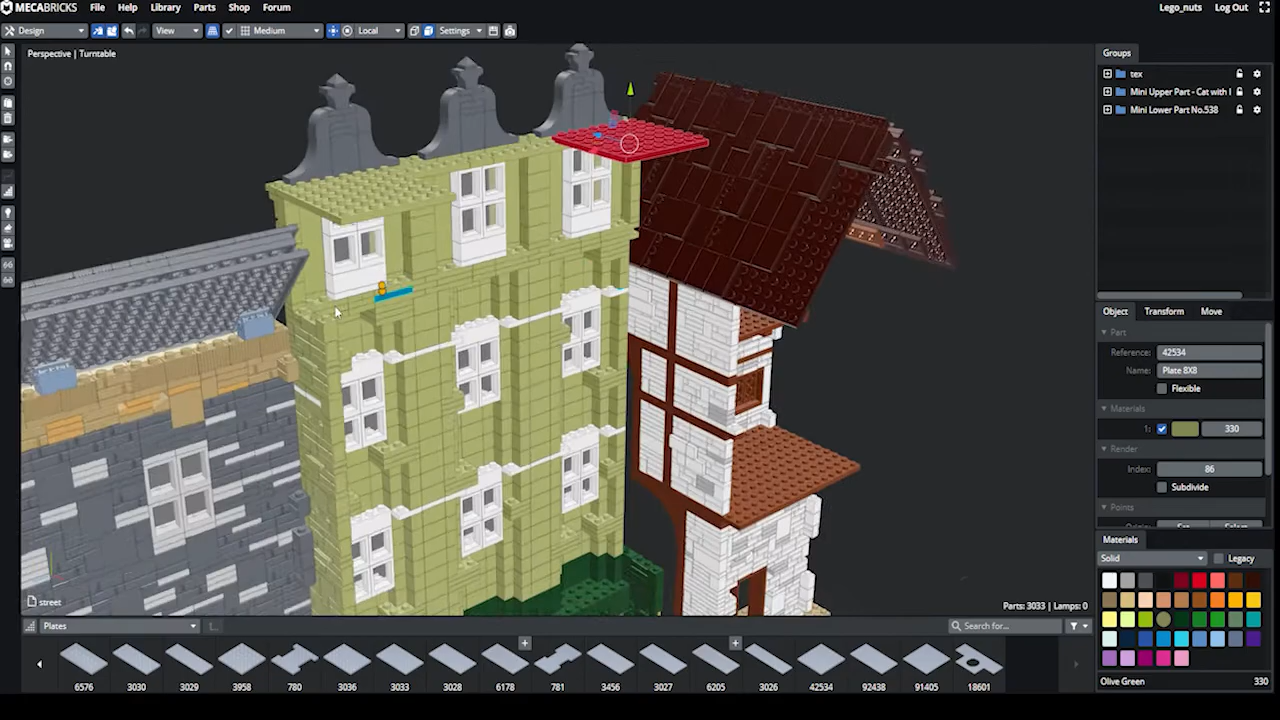 MECABRICKS File Help Library Parts Shop Forum Lego_nuts Log Out
Design View Medium Local Settings
Perspective | Turntable
Groups
tex
Mini Upper Part - Cat with
Mini Lower Part No.538
Object Transform Move
Part
Reference: 42534
Name: Plate 8X8
Flexible
Materials
1: 330
Render
Index: 86
Subdivide
Points
Materials
Solid Legacy
street
Parts: 3033 | Lamps: 0
Plates
Search for...
6576 3030 3029 3958 780 3036 3033 3028 6178 781 3456 3027 6205 3026 42534 92438 91405 18601
Olive Green 330